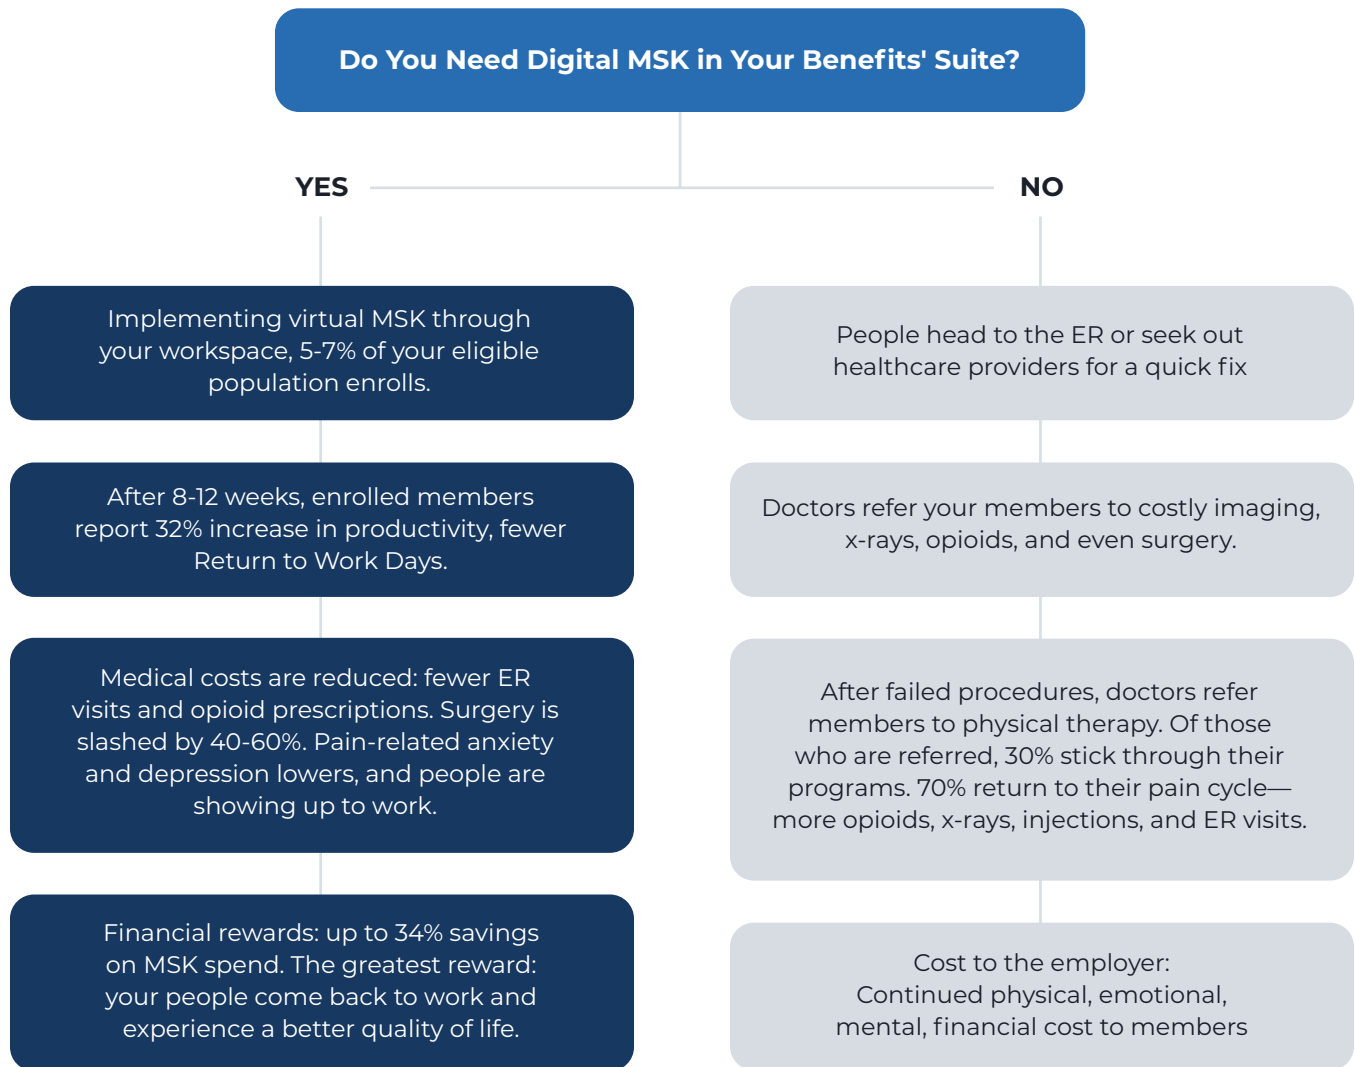 Do You Need Digital MSK in Your Benefits' Suite?
YES
Implementing virtual MSK through
your workspace, 5-7% of your eligible
population enrolls.
After 8-12 weeks, enrolled members
report 32% increase in productivity, fewer
Return to Work Days.
Medical costs are reduced: fewer ER
visits and opioid prescriptions. Surgery is
slashed by 40-60%. Pain-related anxiety
and depression lowers, and people are
showing up to work.
Financial rewards: up to 34% savings
on MSK spend. The greatest reward:
your people come back to work and
experience a better quality of life.
NO
People head to the ER or seek out
healthcare providers for a quick fix
Doctors refer your members to costly imaging,
x-rays, opioids, and even surgery.
After failed procedures, doctors refer
members to physical therapy. Of those
who are referred, 30% stick through their
programs. 70% return to their pain cycle—
more opioids, x-rays, injections, and ER visits.
Cost to the employer:
Continued physical, emotional,
mental, financial cost to members